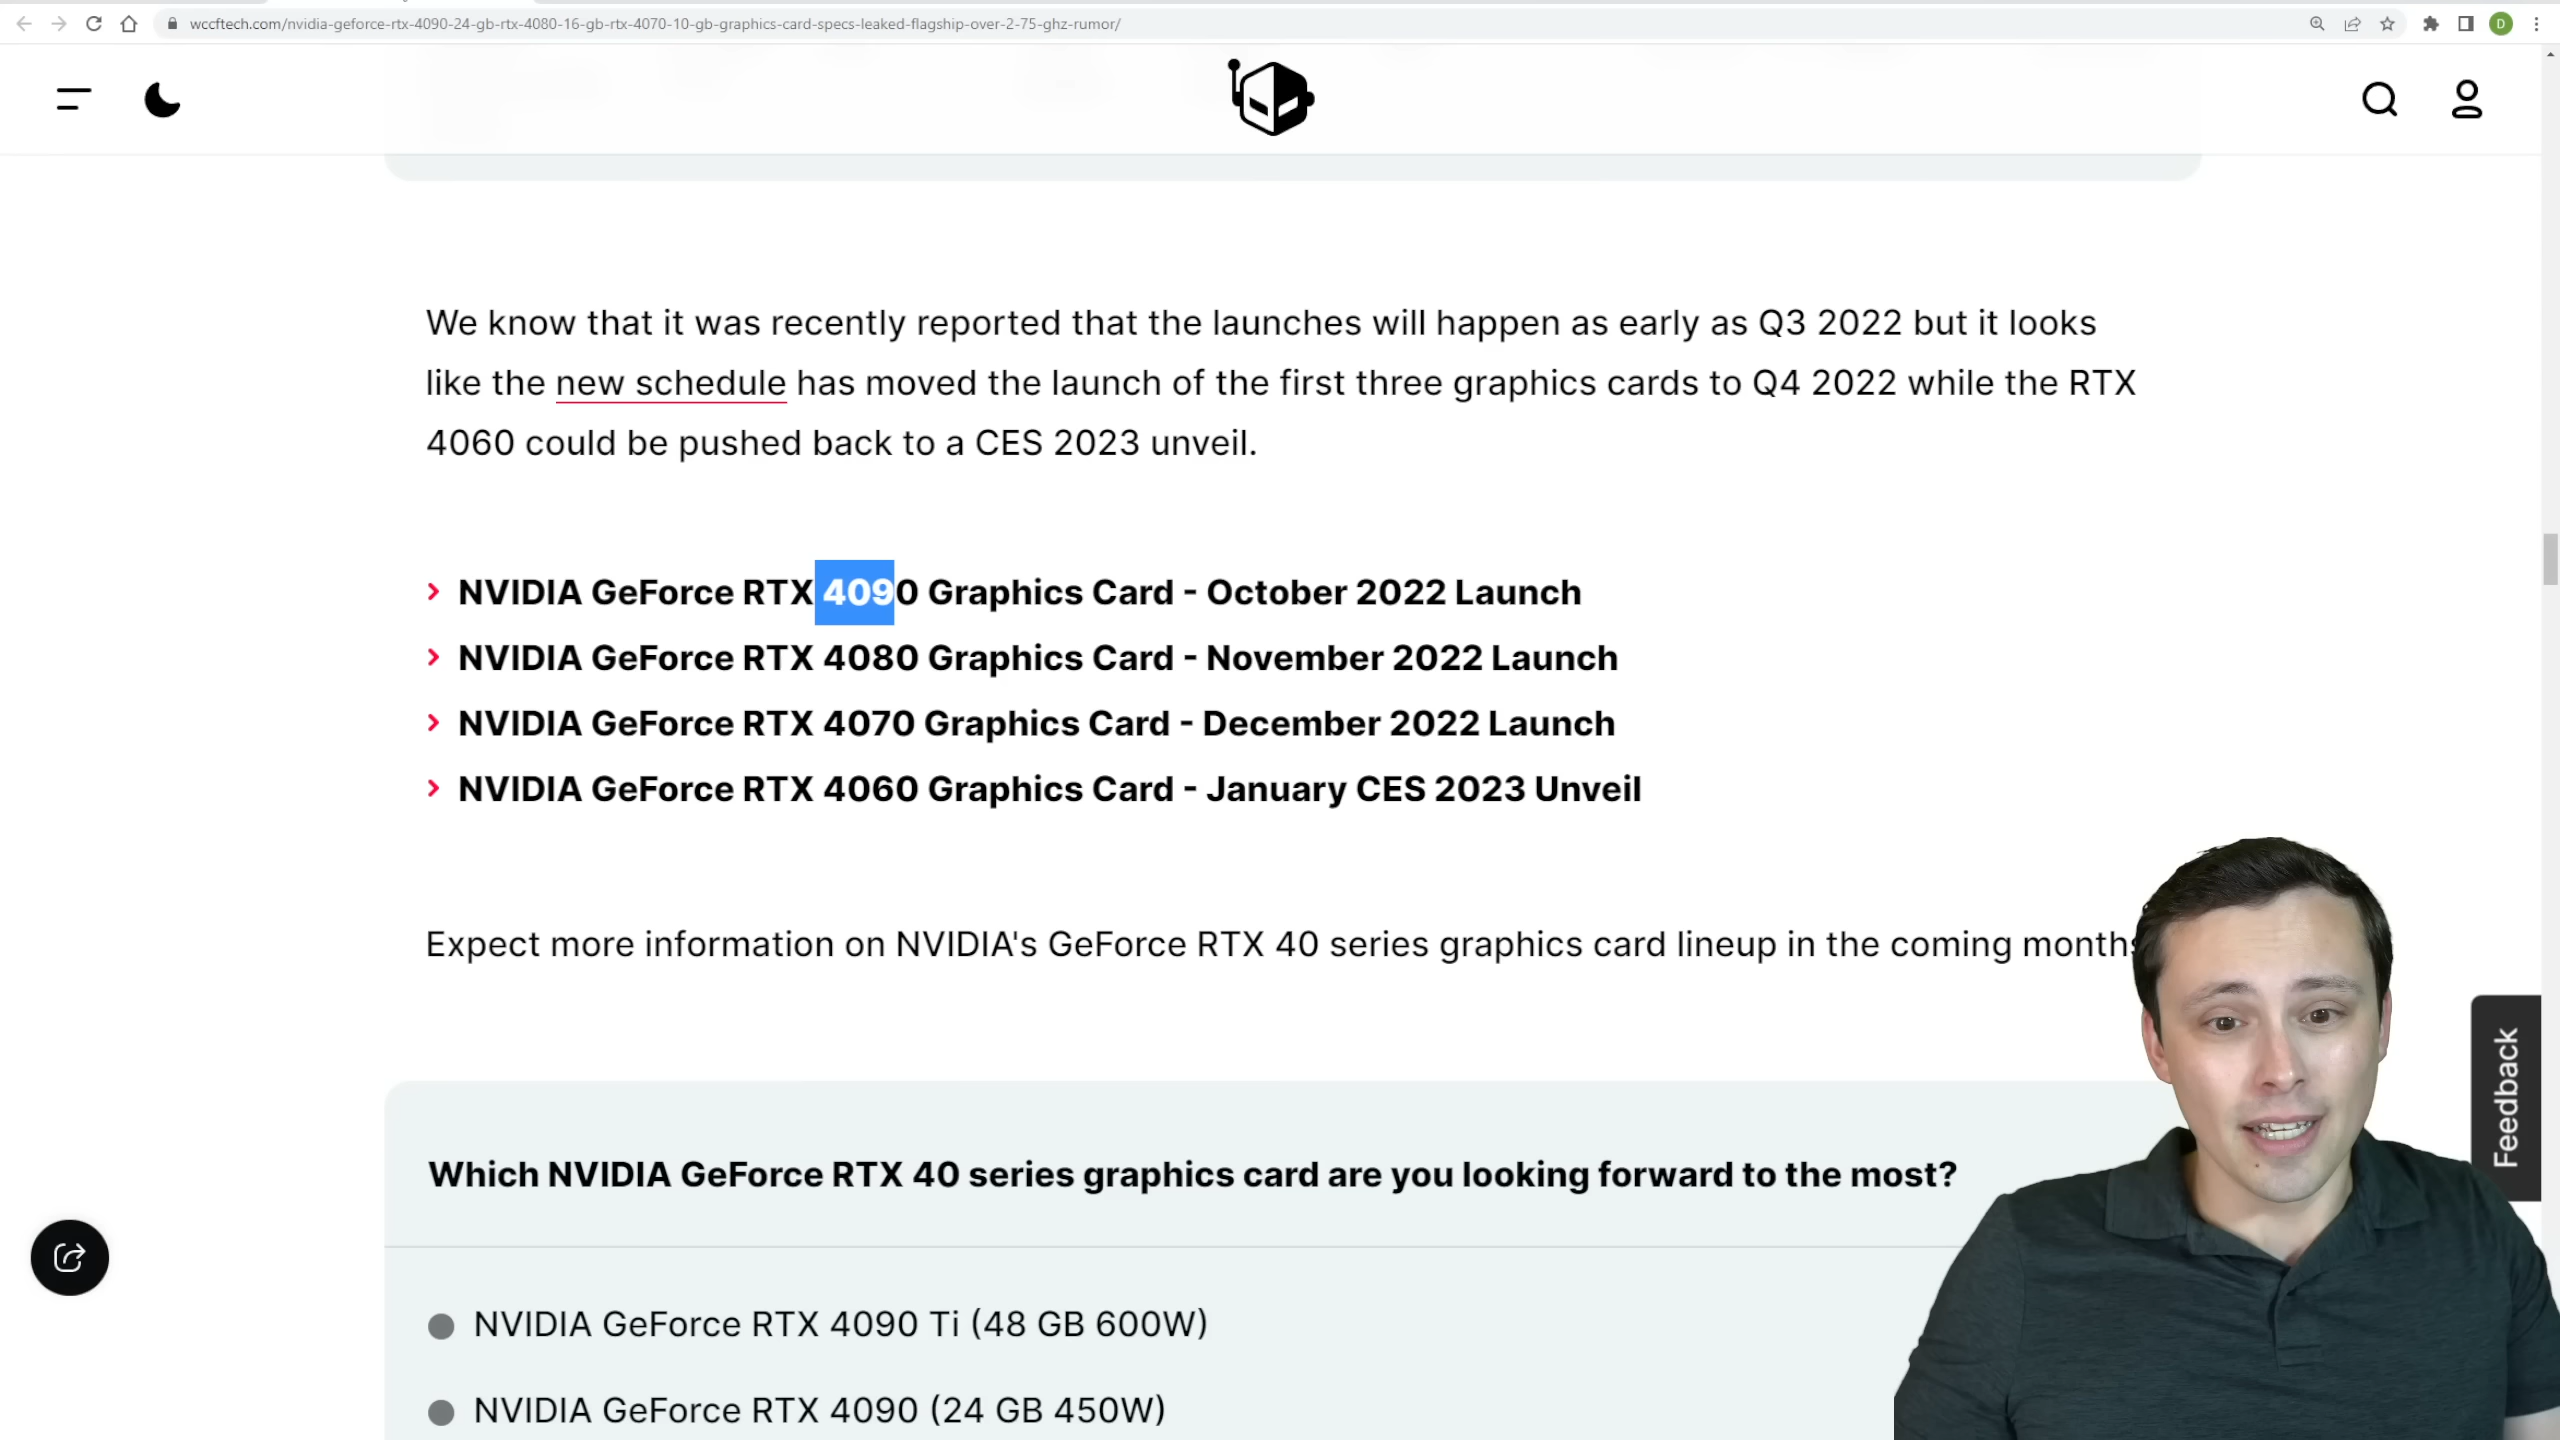 wccftech.com/nvidia-geforce-rtx-4090-24-gb-rtx-4080-16-gb-rtx-4070-10-gb-graphics-card-specs-leaked-flagship-over-2-75-ghz-rumor/
D
We know that it was recently reported that the launches will happen as early as Q3 2022 but it looks
like the new schedule has moved the launch of the first three graphics cards to Q4 2022 while the RTX
4060 could be pushed back to a CES 2023 unveil.
NVIDIA GeForce RTX 4090 Graphics Card - October 2022 Launch
NVIDIA GeForce RTX 4080 Graphics Card - November 2022 Launch
NVIDIA GeForce RTX 4070 Graphics Card - December 2022 Launch
NVIDIA GeForce RTX 4060 Graphics Card - January CES 2023 Unveil
Expect more information on NVIDIA's GeForce RTX 40 series graphics card lineup in the coming months
Feedback
Which NVIDIA GeForce RTX 40 series graphics card are you looking forward to the most?
NVIDIA GeForce RTX 4090 Ti (48 GB 600W)
NVIDIA GeForce RTX 4090 (24 GB 450W)